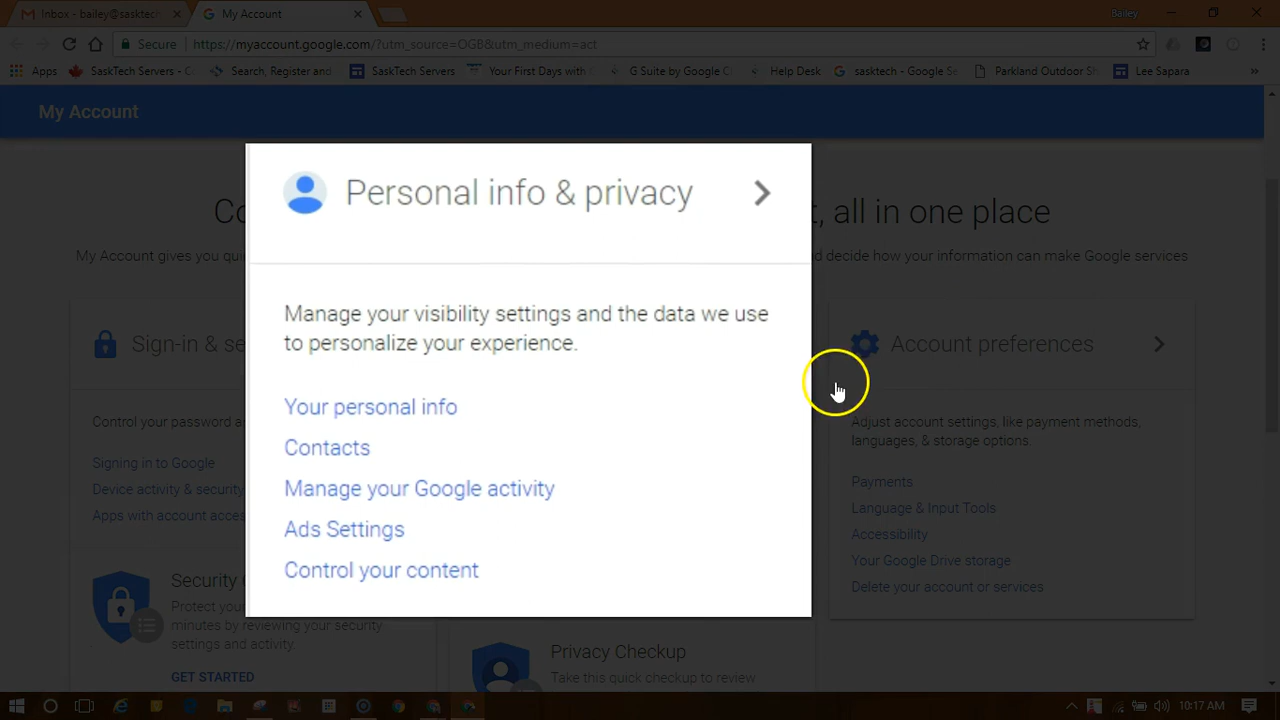 Inbox - bailey@sasktech
My Account
Bailey
Secure
https://myaccount.google.com/?utm_source=OGB&utm_medium=act
Apps
SaskTech Servers - C
Search, Register and
SaskTech Servers
Your First Days with
G Suite by Google C
Help Desk
sasktech - Google Se
Parkland Outdoor Sh
Lee Sapara
»
My Account
Co
t, all in one place
My Account gives you qui
d decide how your information can make Google services
Sign-in & se
Control your password a
Signing in to Google
Device activity & security
Apps with account acces
Security
Protect your
minutes by reviewing your security
settings and activity.
GET STARTED
Personal info & privacy
Manage your visibility settings and the data we use
to personalize your experience.
Your personal info
Contacts
Manage your Google activity
Ads Settings
Control your content
Privacy Checkup
Take this quick checkup to review
Account preferences
Adjust account settings, like payment methods,
languages, & storage options.
Payments
Language & Input Tools
Accessibility
Your Google Drive storage
Delete your account or services
10:17 AM